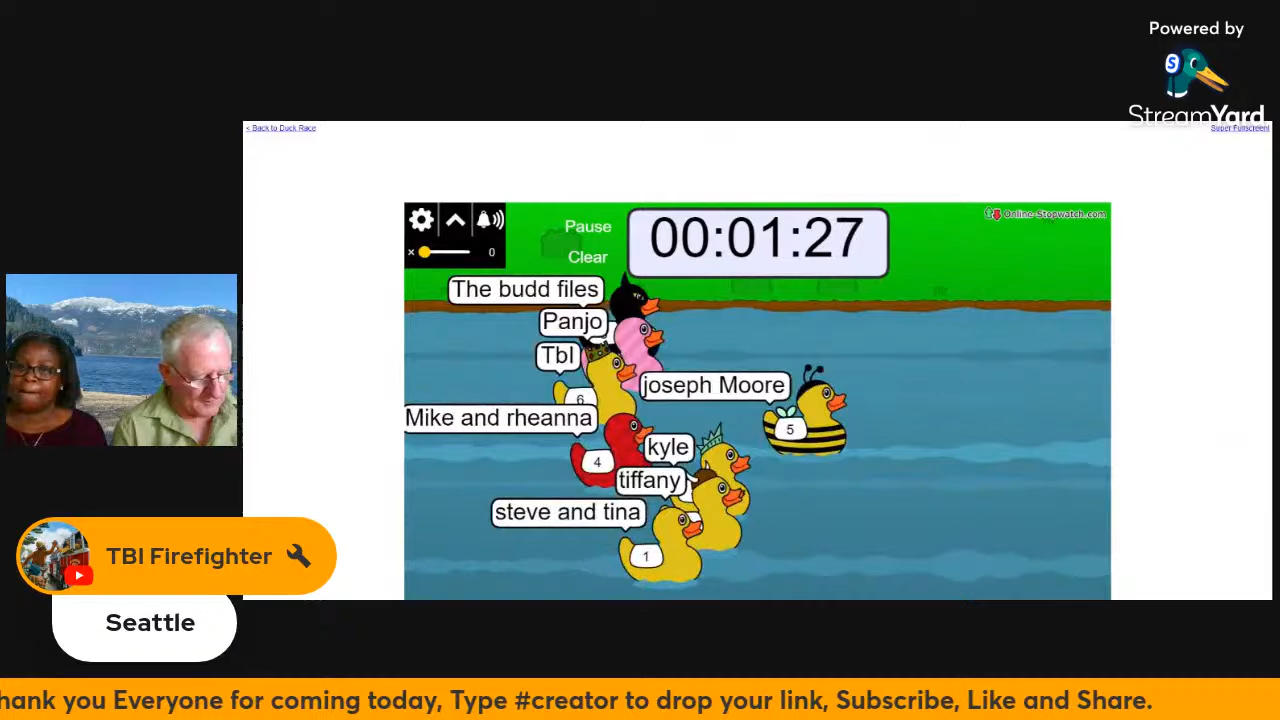 Powered by
StreamYard
< Back to Duck Race
Super Fullscreen!
Pause
Clear
00:01:27
Online-Stopwatch.com
× 0
The budd files
Panjo
Tbl
6
joseph Moore
5
Mike and rheanna
4
kyle
tiffany
steve and tina
1
TBI Firefighter
Seattle
hank you Everyone for coming today, Type #creator to drop your link, Subscribe, Like and Share.